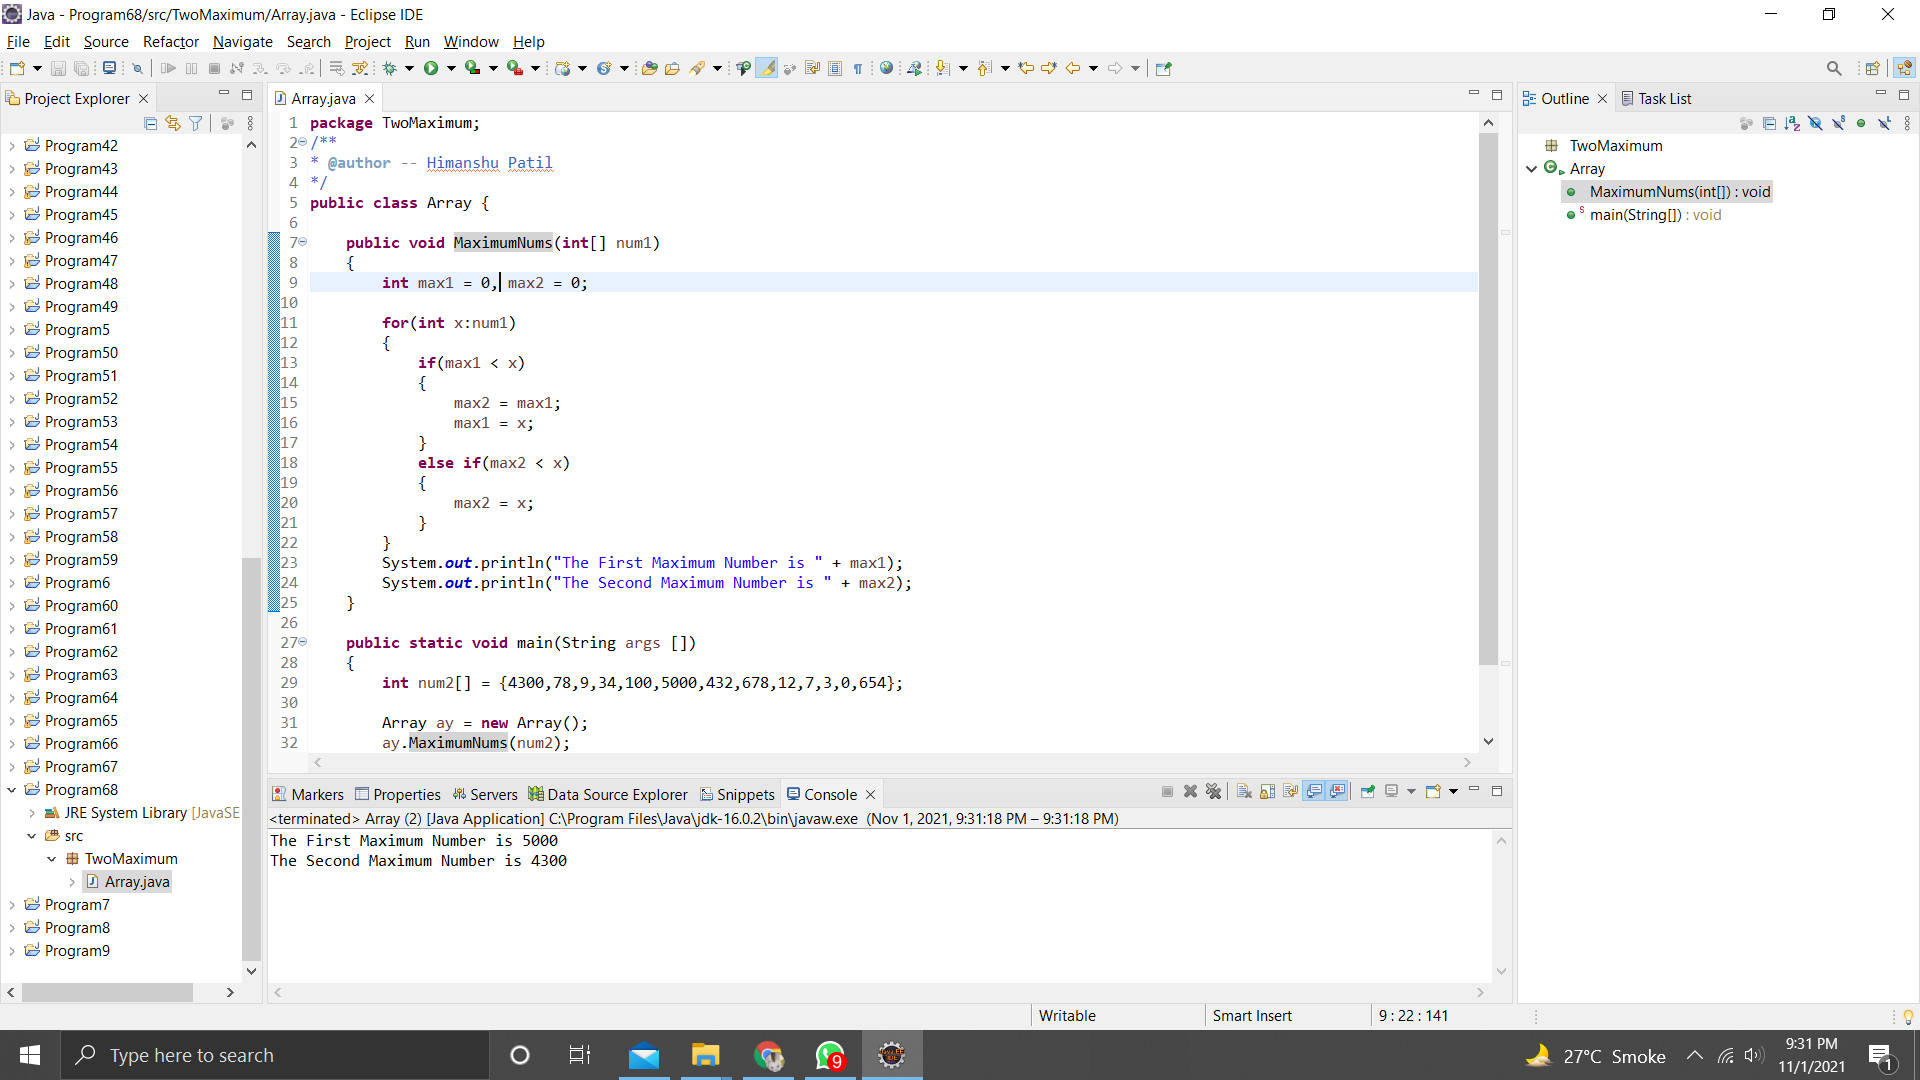 Java - Program68/src/TwoMaximum/Array.java - Eclipse IDE
File Edit Source Refactor Navigate Search Project Run Window Help
Project Explorer
Program42
Program43
Program44
Program45
Program46
Program47
Program48
Program49
Program5
Program50
Program51
Program52
Program53
Program54
Program55
Program56
Program57
Program58
Program59
Program6
Program60
Program61
Program62
Program63
Program64
Program65
Program66
Program67
Program68
JRE System Library [JavaSE
src
TwoMaximum
Array.java
Program7
Program8
Program9
Array.java
1 package TwoMaximum;
2 /**
3 * @author -- Himanshu Patil
4 */
5 public class Array {
6
7 public void MaximumNums(int[] num1)
8 {
9 int max1 = 0, max2 = 0;
10
11 for(int x:num1)
12 {
13 if(max1 < x)
14 {
15 max2 = max1;
16 max1 = x;
17 }
18 else if(max2 < x)
19 {
20 max2 = x;
21 }
22 }
23 System.out.println("The First Maximum Number is " + max1);
24 System.out.println("The Second Maximum Number is " + max2);
25 }
26
27 public static void main(String args [])
28 {
29 int num2[] = {4300,78,9,34,100,5000,432,678,12,7,3,0,654};
30
31 Array ay = new Array();
32 ay.MaximumNums(num2);
Markers Properties Servers Data Source Explorer Snippets Console
<terminated> Array (2) [Java Application] C:\Program Files\Java\jdk-16.0.2\bin\javaw.exe (Nov 1, 2021, 9:31:18 PM – 9:31:18 PM)
The First Maximum Number is 5000
The Second Maximum Number is 4300
Outline Task List
TwoMaximum
Array
MaximumNums(int[]) : void
main(String[]) : void
Writable Smart Insert 9 : 22 : 141
Type here to search
9
27°C Smoke
9:31 PM
11/1/2021
1